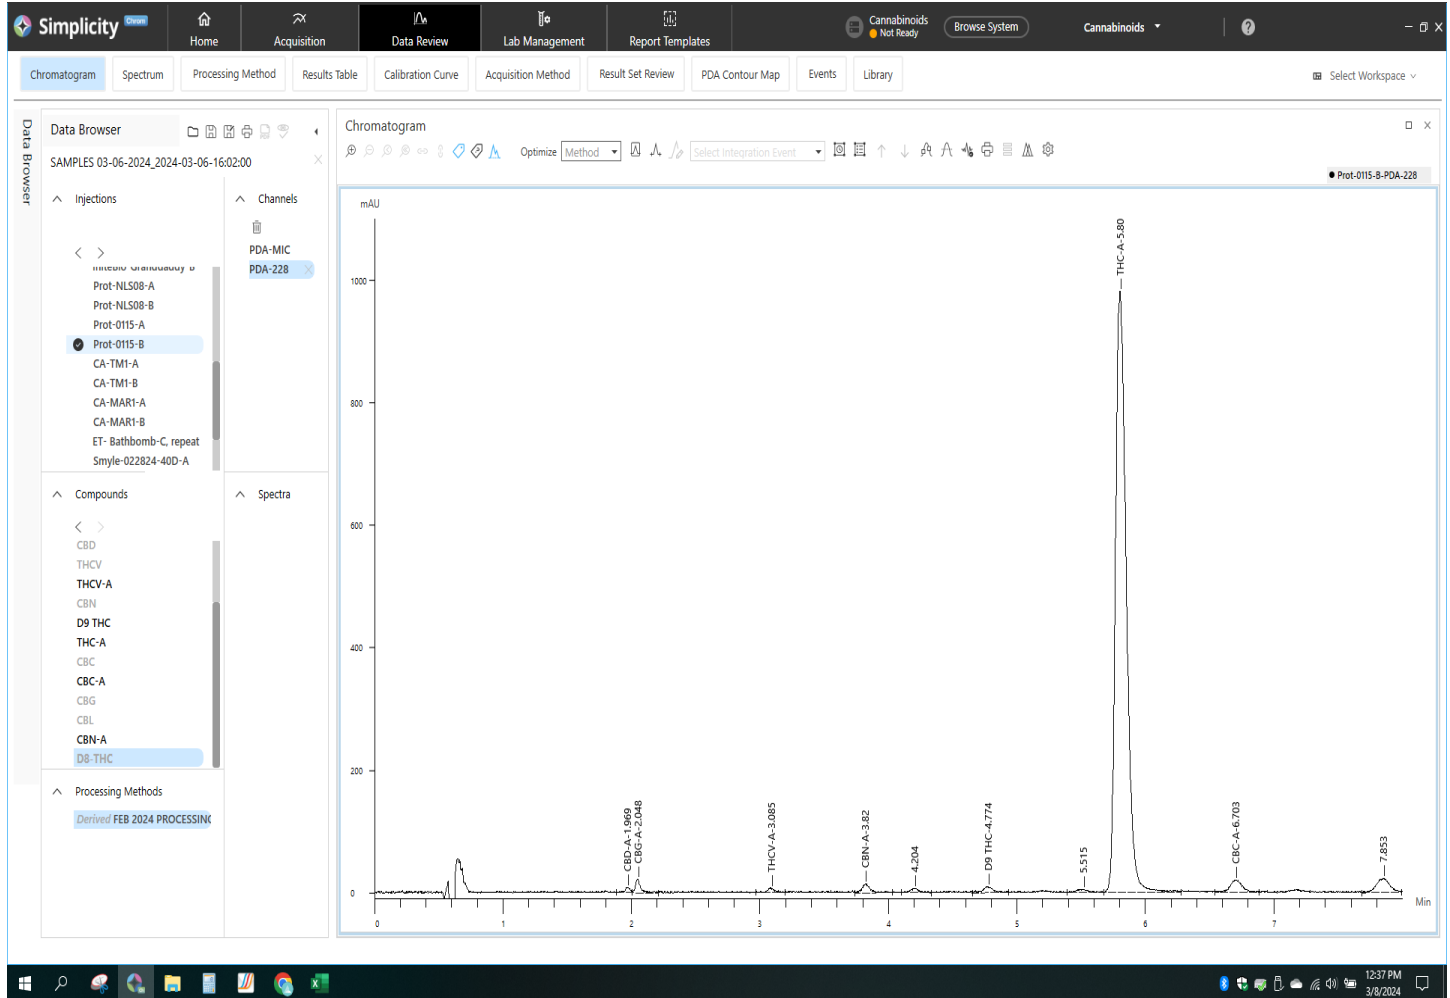 Simplicity Chrom
Home
Acquisition
Data Review
Lab Management
Report Templates
Cannabinoids
Not Ready
Browse System
Cannabinoids
Chromatogram
Spectrum
Processing Method
Results Table
Calibration Curve
Acquisition Method
Result Set Review
PDA Contour Map
Events
Library
Select Workspace
Data Browser
Data Browser
SAMPLES 03-06-2024_2024-03-06-16:02:00
Injections
Prot-NLS08-A
Prot-NLS08-B
Prot-0115-A
Prot-0115-B
CA-TM1-A
CA-TM1-B
CA-MAR1-A
CA-MAR1-B
ET- Bathbomb-C, repeat
Smyle-022824-40D-A
Channels
PDA-MIC
PDA-228
Compounds
CBD
THCV
THCV-A
CBN
D9 THC
THC-A
CBC
CBC-A
CBG
CBL
CBN-A
D8-THC
Spectra
Processing Methods
Derived FEB 2024 PROCESSING
Chromatogram
Optimize Method
Select Integration Event
Prot-0115-B-PDA-228
mAU
1000
800
600
400
200
0
CBD-A-1.969
CBG-A-2.048
THCV-A-3.085
CBN-A-3.82
4.204
D9 THC-4.774
5.515
THC-A-5.80
CBC-A-6.703
7.853
Min
0 1 2 3 4 5 6 7
12:37 PM
3/8/2024